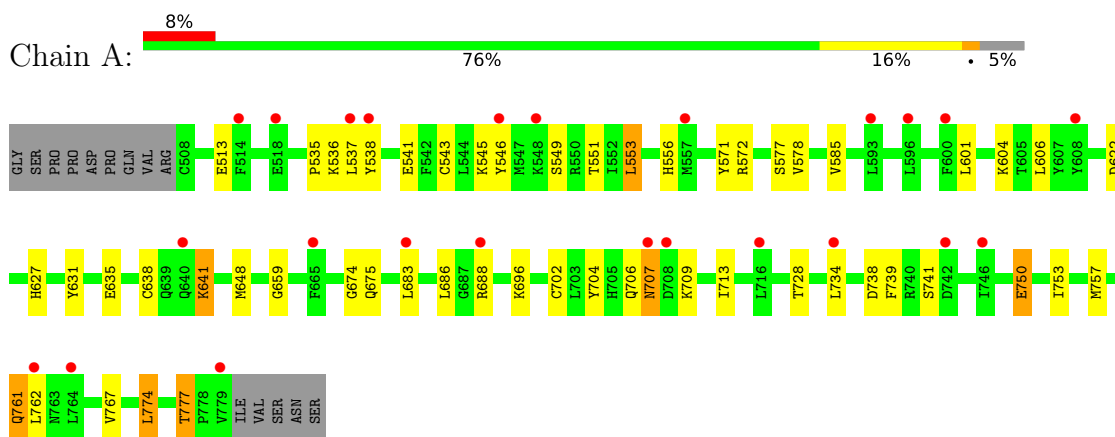 8%
Chain A:
76% 16% • 5%
GLY SER PRO PRO ASP PRO GLN VAL ARG C508 E513 F514 E518 P535 K536 L537 Y538 E541 F542 C543 L544 K545 Y546 M547 K548 S549 R550 T551 I552 L553 H556 M557 Y571 R572 S577 V578 V585 L593 L596 F600 L601 K604 T605 L606 Y607 Y608
H627 Y631 E635 C638 Q639 Q640 K641 M648 G659 F665 G674 Q675 L683 L686 G687 R688 K696 C702 L703 Y704 H705 Q706 N707 D708 K709 I713 L716 T728 L734 D738 F739 R740 S741 D742 I746 E750 I753 M757
Q761 L762 N763 L764 V767 L774 T777 P778 V779 ILE VAL SER ASN SER